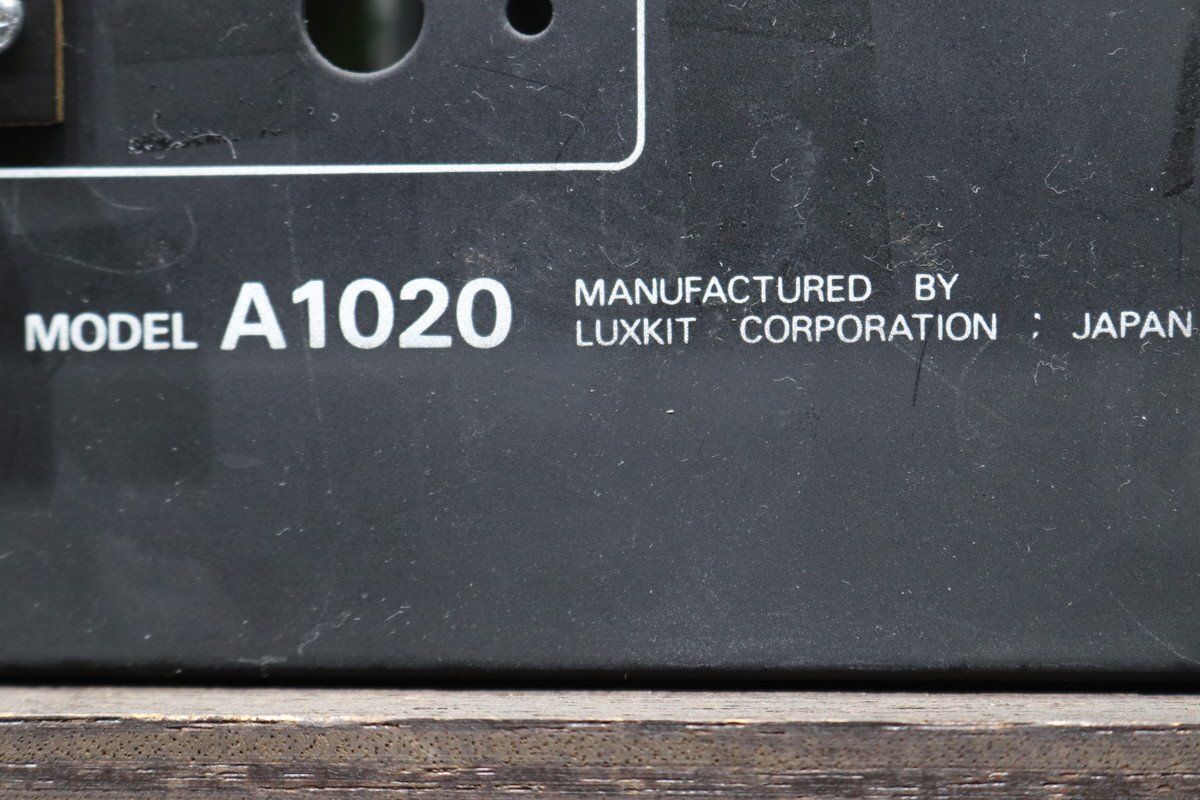 MODEL A1020
MANUFACTURED BY
LUXKIT CORPORATION : JAPAN